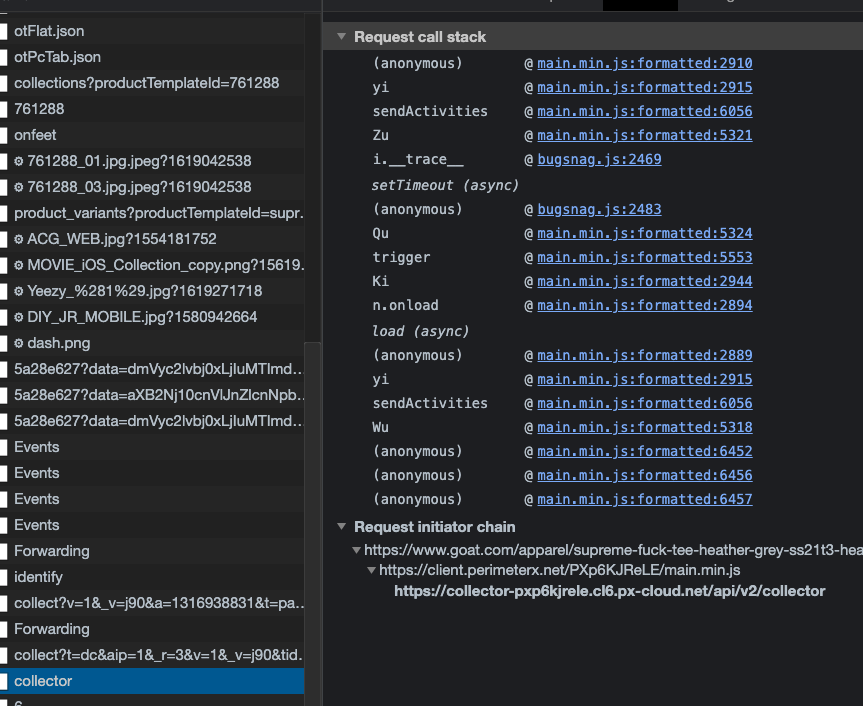 otFlat.json
otPcTab.json
collections?productTemplateId=761288
761288
onfeet
761288_01.jpg.jpeg?1619042538
761288_03.jpg.jpeg?1619042538
product_variants?productTemplateId=supr...
ACG_WEB.jpg?1554181752
MOVIE_iOS_Collection_copy.png?15619...
Yeezy_%281%29.jpg?1619271718
DIY_JR_MOBILE.jpg?1580942664
dash.png
5a28e627?data=dmVyc2lvbj0xLjIuMTImd...
5a28e627?data=aXB2Nj10cnVlJnZlcnNpb...
5a28e627?data=dmVyc2lvbj0xLjIuMTImd...
Events
Events
Events
Events
Forwarding
identify
collect?v=1&_v=j90&a=1316938831&t=pa...
Forwarding
collect?t=dc&aip=1&_r=3&v=1&_v=j90&tid...
collector
Request call stack
(anonymous) @ main.min.js:formatted:2910
yi @ main.min.js:formatted:2915
sendActivities @ main.min.js:formatted:6056
Zu @ main.min.js:formatted:5321
i.__trace__ @ bugsnag.js:2469
setTimeout (async)
(anonymous) @ bugsnag.js:2483
Qu @ main.min.js:formatted:5324
trigger @ main.min.js:formatted:5553
Ki @ main.min.js:formatted:2944
n.onload @ main.min.js:formatted:2894
load (async)
(anonymous) @ main.min.js:formatted:2889
yi @ main.min.js:formatted:2915
sendActivities @ main.min.js:formatted:6056
Wu @ main.min.js:formatted:5318
(anonymous) @ main.min.js:formatted:6452
(anonymous) @ main.min.js:formatted:6456
(anonymous) @ main.min.js:formatted:6457
Request initiator chain
https://www.goat.com/apparel/supreme-fuck-tee-heather-grey-ss21t3-hea
https://client.perimeterx.net/PXp6KJReLE/main.min.js
https://collector-pxp6kjrele.cl6.px-cloud.net/api/v2/collector